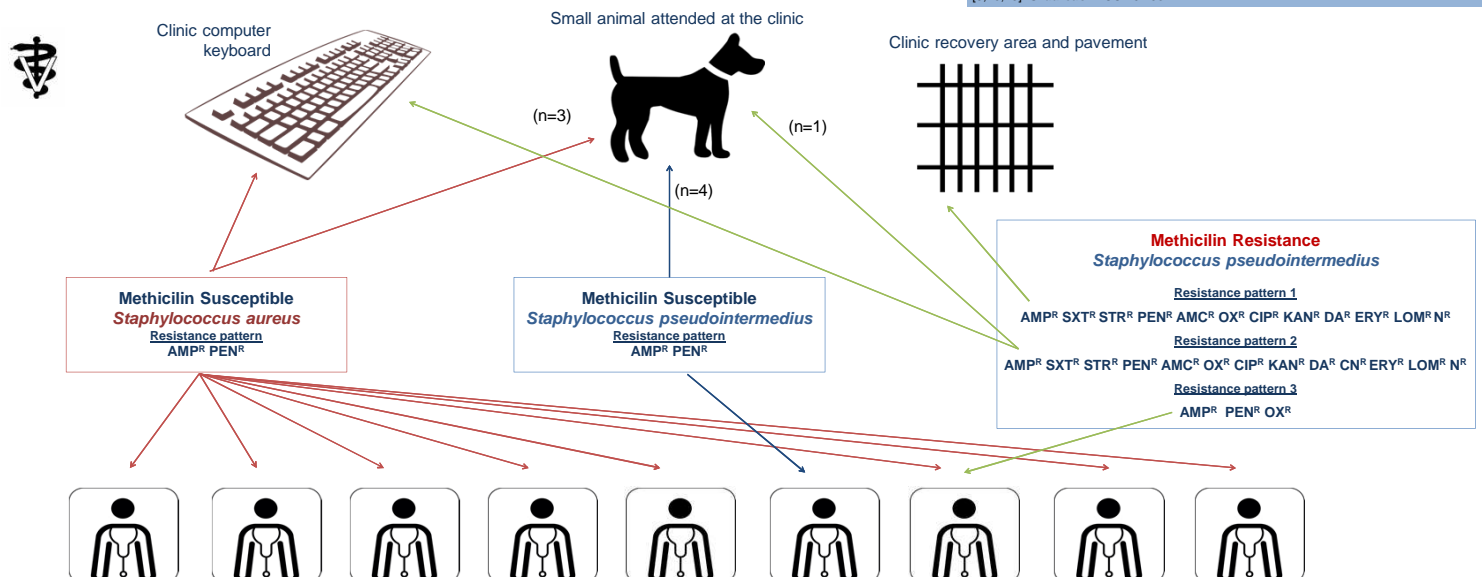 Small animal attended at the clinic
Clinic computer
keyboard
Clinic recovery area and pavement
(n=3)
(n=1)
(n=4)
Methicilin Susceptible
Staphylococcus aureus
Resistance pattern
AMPᴿ PENᴿ
Methicilin Susceptible
Staphylococcus pseudointermedius
Resistance pattern
AMPᴿ PENᴿ
Methicilin Resistance
Staphylococcus pseudointermedius
Resistance pattern 1
AMPᴿ SXTᴿ STRᴿ PENᴿ AMCᴿ OXᴿ CIPᴿ KANᴿ DAᴿ ERYᴿ LOMᴿ Nᴿ
Resistance pattern 2
AMPᴿ SXTᴿ STRᴿ PENᴿ AMCᴿ OXᴿ CIPᴿ KANᴿ DAᴿ CNᴿ ERYᴿ LOMᴿ Nᴿ
Resistance pattern 3
AMPᴿ PENᴿ OXᴿ